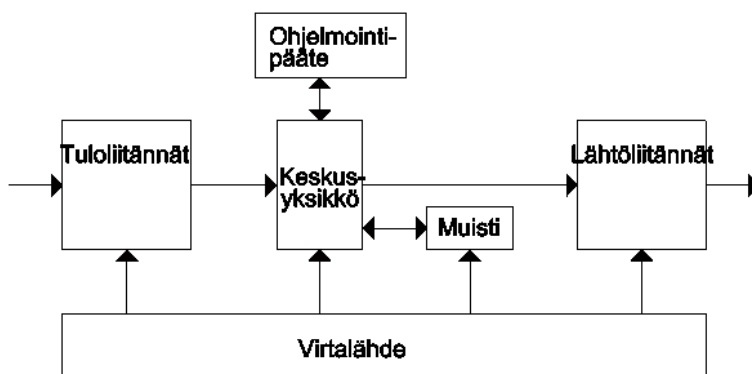 Ohjelmointi-
pääte
Tuloliitännät
Keskus-
yksikkö
Lähtöliitännät
Muisti
Virtalähde